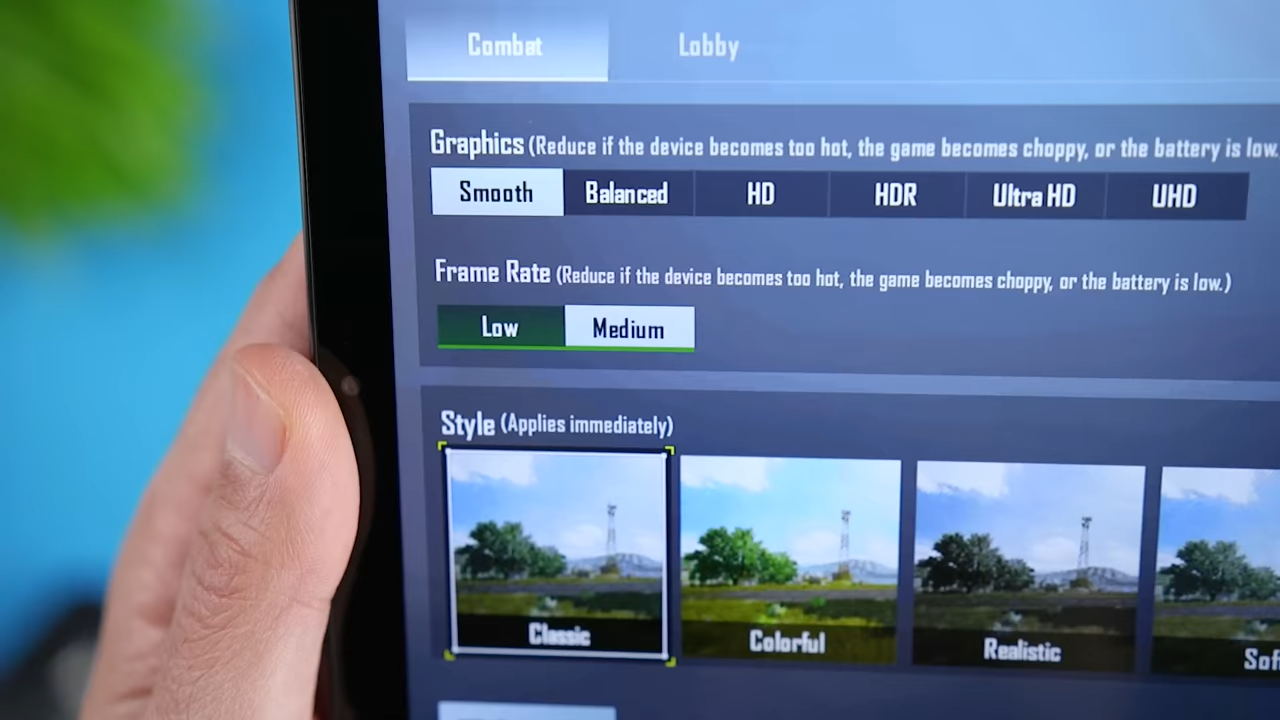 Combat Lobby
Graphics (Reduce if the device becomes too hot, the game becomes choppy, or the battery is low.
Smooth Balanced HD HDR Ultra HD UHD
Frame Rate (Reduce if the device becomes too hot, the game becomes choppy, or the battery is low.)
Low Medium
Style (Applies immediately)
Classic Colorful Realistic Sof